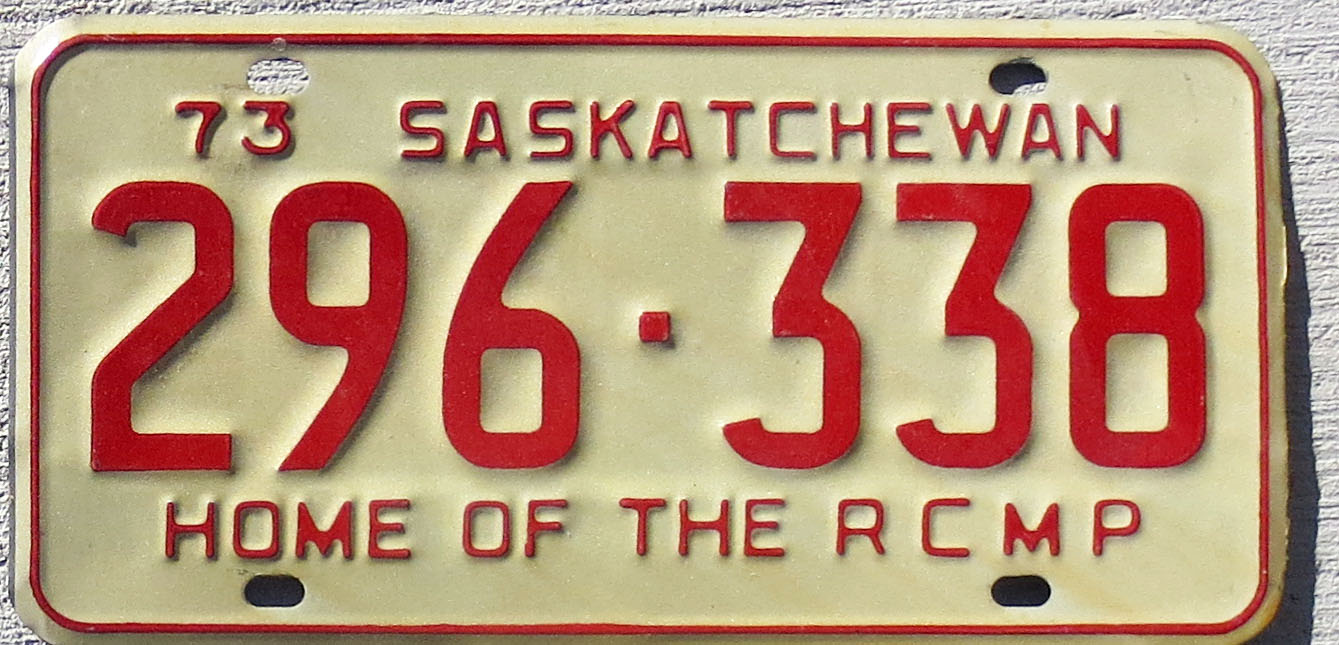 73 SASKATCHEWAN
296·338
HOME OF THE RCMP